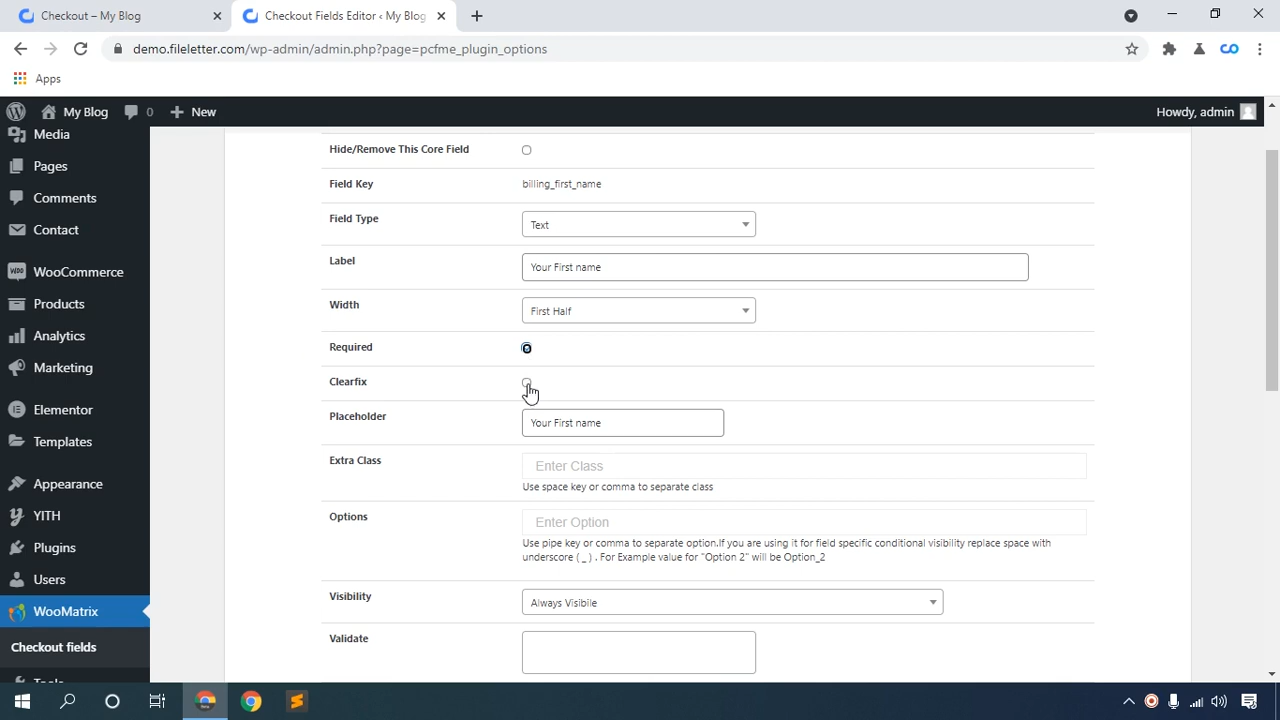 Checkout – My Blog
Checkout Fields Editor ‹ My Blog
demo.fileletter.com/wp-admin/admin.php?page=pcfme_plugin_options
Apps
My Blog
0
New
Howdy, admin
Media
Pages
Comments
Contact
WooCommerce
Products
Analytics
Marketing
Elementor
Templates
Appearance
YITH
Plugins
Users
WooMatrix
Checkout fields
Hide/Remove This Core Field
Field Key
billing_first_name
Field Type
Text
Label
Your First name
Width
First Half
Required
Clearfix
Placeholder
Your First name
Extra Class
Enter Class
Use space key or comma to separate class
Options
Enter Option
Use pipe key or comma to separate option.If you are using it for field specific conditional visibility replace space with
underscore ( _ ) . For Example value for "Option 2" will be Option_2
Visibility
Always Visibile
Validate